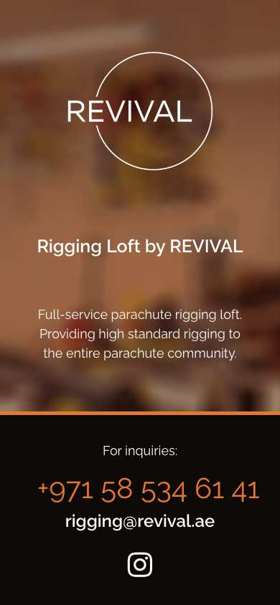 REVIVAL
Rigging Loft by REVIVAL
Full-service parachute rigging loft.
Providing high standard rigging to
the entire parachute community.
For inquiries:
+971 58 534 61 41
rigging@revival.ae